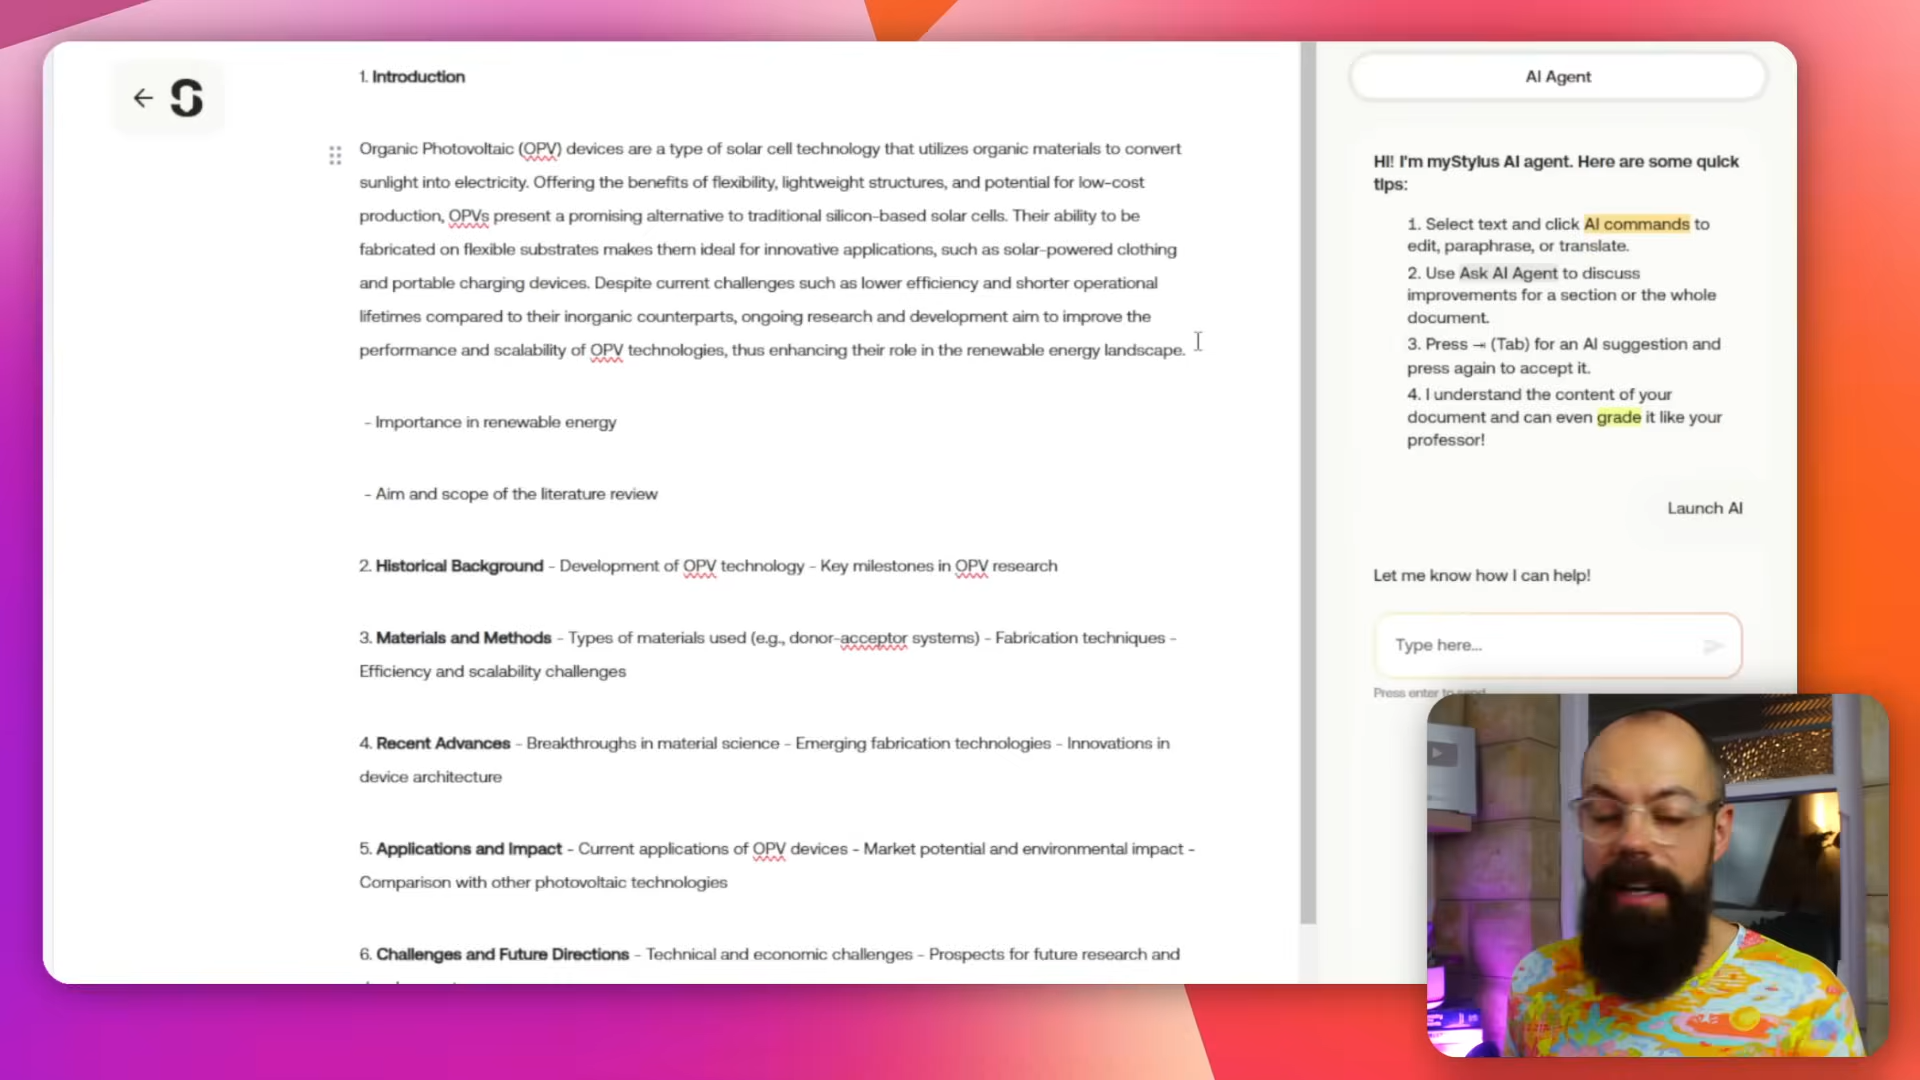 1. Introduction
Organic Photovoltaic (OPV) devices are a type of solar cell technology that utilizes organic materials to convert
sunlight into electricity. Offering the benefits of flexibility, lightweight structures, and potential for low-cost
production, OPVs present a promising alternative to traditional silicon-based solar cells. Their ability to be
fabricated on flexible substrates makes them ideal for innovative applications, such as solar-powered clothing
and portable charging devices. Despite current challenges such as lower efficiency and shorter operational
lifetimes compared to their inorganic counterparts, ongoing research and development aim to improve the
performance and scalability of OPV technologies, thus enhancing their role in the renewable energy landscape.
- Importance in renewable energy
- Aim and scope of the literature review
2. Historical Background - Development of OPV technology - Key milestones in OPV research
3. Materials and Methods - Types of materials used (e.g., donor-acceptor systems) - Fabrication techniques -
Efficiency and scalability challenges
4. Recent Advances - Breakthroughs in material science - Emerging fabrication technologies - Innovations in
device architecture
5. Applications and Impact - Current applications of OPV devices - Market potential and environmental impact -
Comparison with other photovoltaic technologies
6. Challenges and Future Directions - Technical and economic challenges - Prospects for future research and
AI Agent
Hi! I'm myStylus AI agent. Here are some quick
tips:
1. Select text and click AI commands to
edit, paraphrase, or translate.
2. Use Ask AI Agent to discuss
improvements for a section or the whole
document.
3. Press ⇥ (Tab) for an AI suggestion and
press again to accept it.
4. I understand the content of your
document and can even grade it like your
professor!
Launch AI
Let me know how I can help!
Type here...
Press enter to send